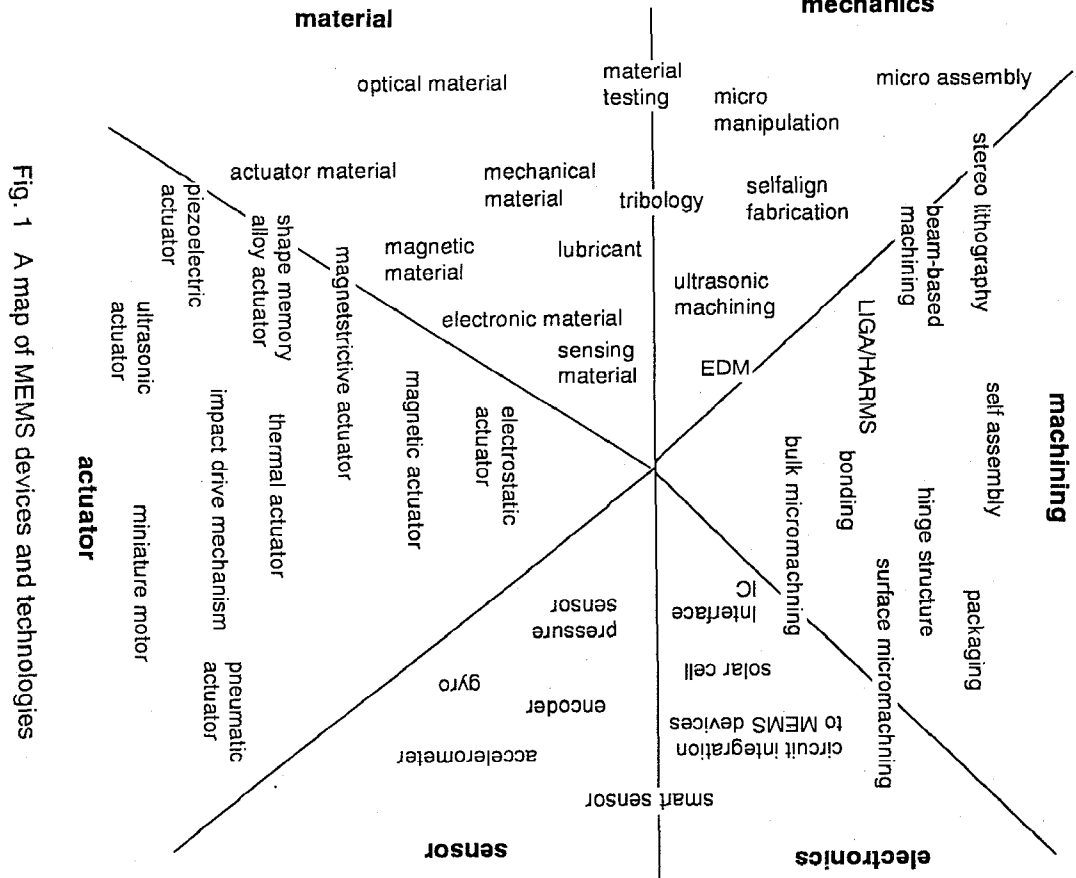 material
mechanics
optical material
material
testing
micro assembly
micro
manipulation
actuator material
mechanical
material
tribology
selfalign
fabrication
magnetic
material
lubricant
ultrasonic
machining
electronic material
sensing
material
EDM
stereo lithography
beam-based
machining
LIGA/HARMS
machining
self assembly
bonding
bulk micromachning
hinge structure
surface micromachning
packaging
piezoelectric
actuator
shape memory
alloy actuator
magnetstrictive actuator
ultrasonic
actuator
impact drive mechanism
thermal actuator
magnetic actuator
electrostatic
actuator
actuator
miniature motor
pneumatic
actuator
pressure
sensor
gyro
encoder
accelerometer
smart sensor
sensor
Interface
IC
solar cell
circuit integration
to MEMS devices
electronics
Fig. 1 A map of MEMS devices and technologies